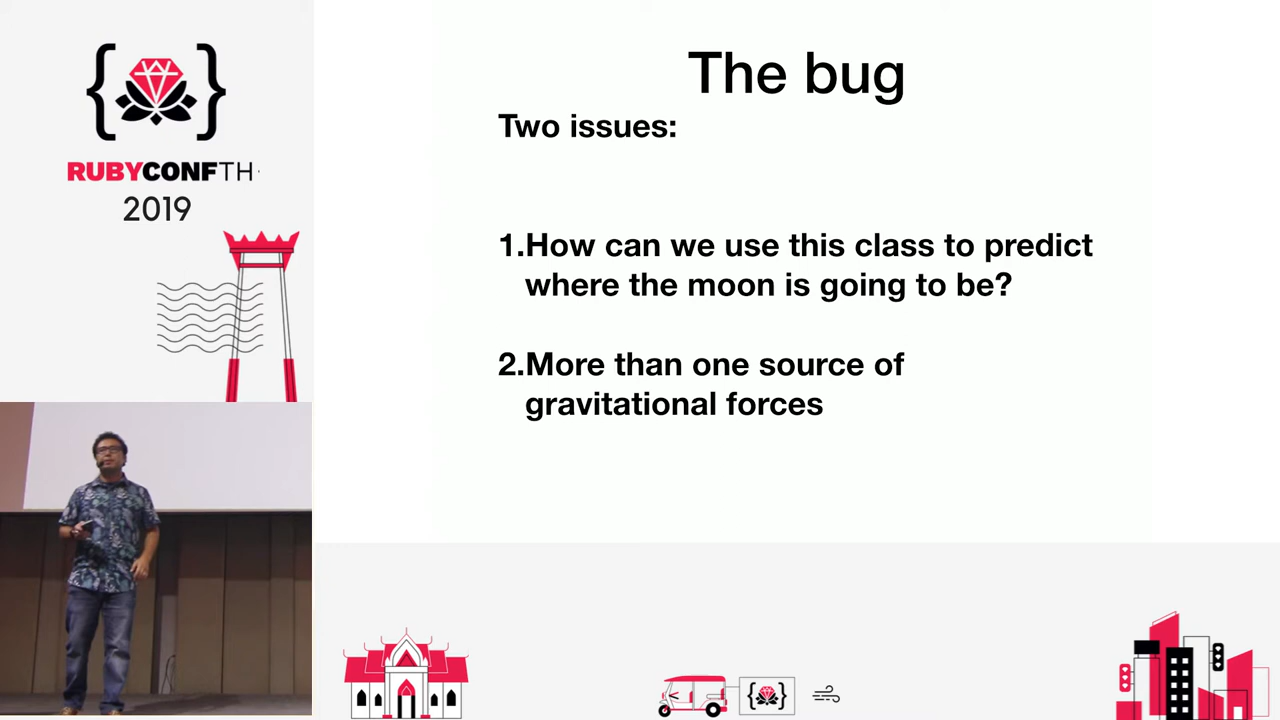 RUBYCONFTH
2019
The bug
Two issues:
1.How can we use this class to predict
where the moon is going to be?
2.More than one source of
gravitational forces